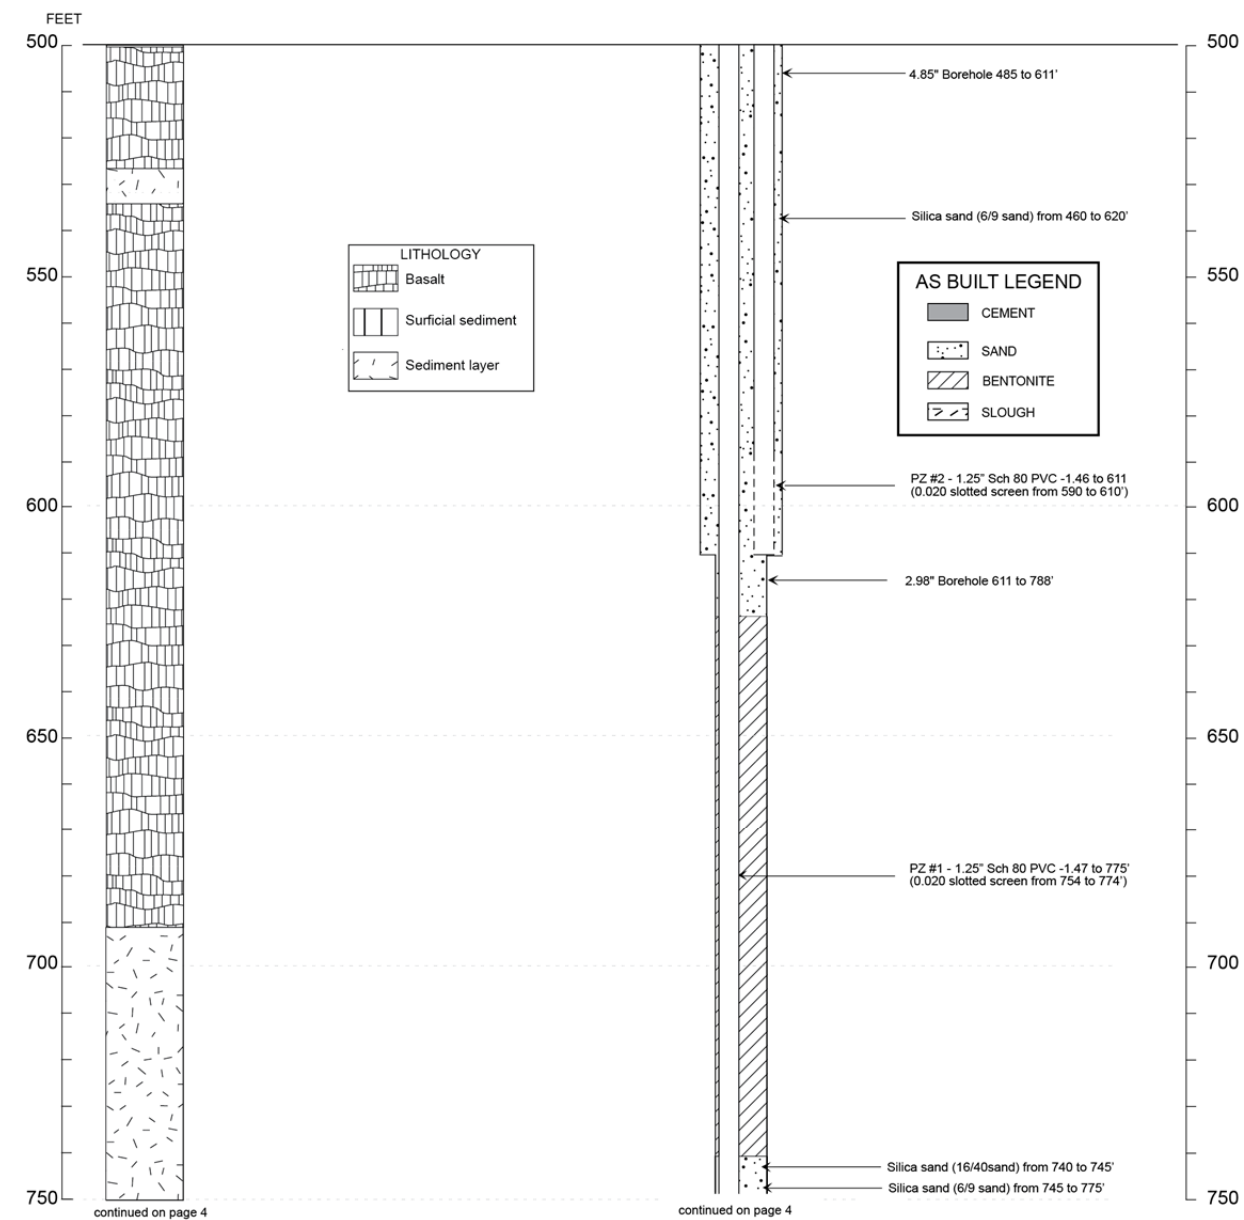 FEET
500
500
4.85" Borehole 485 to 611'
Silica sand (6/9 sand) from 460 to 620'
LITHOLOGY
Basalt
Surficial sediment
Sediment layer
550
550
AS BUILT LEGEND
CEMENT
SAND
BENTONITE
SLOUGH
PZ #2 - 1.25" Sch 80 PVC -1.46 to 611
(0.020 slotted screen from 590 to 610')
600
600
2.98" Borehole 611 to 788'
650
650
PZ #1 - 1.25" Sch 80 PVC -1.47 to 775'
(0.020 slotted screen from 754 to 774')
700
700
Silica sand (16/40sand) from 740 to 745'
Silica sand (6/9 sand) from 745 to 775'
750
750
continued on page 4
continued on page 4